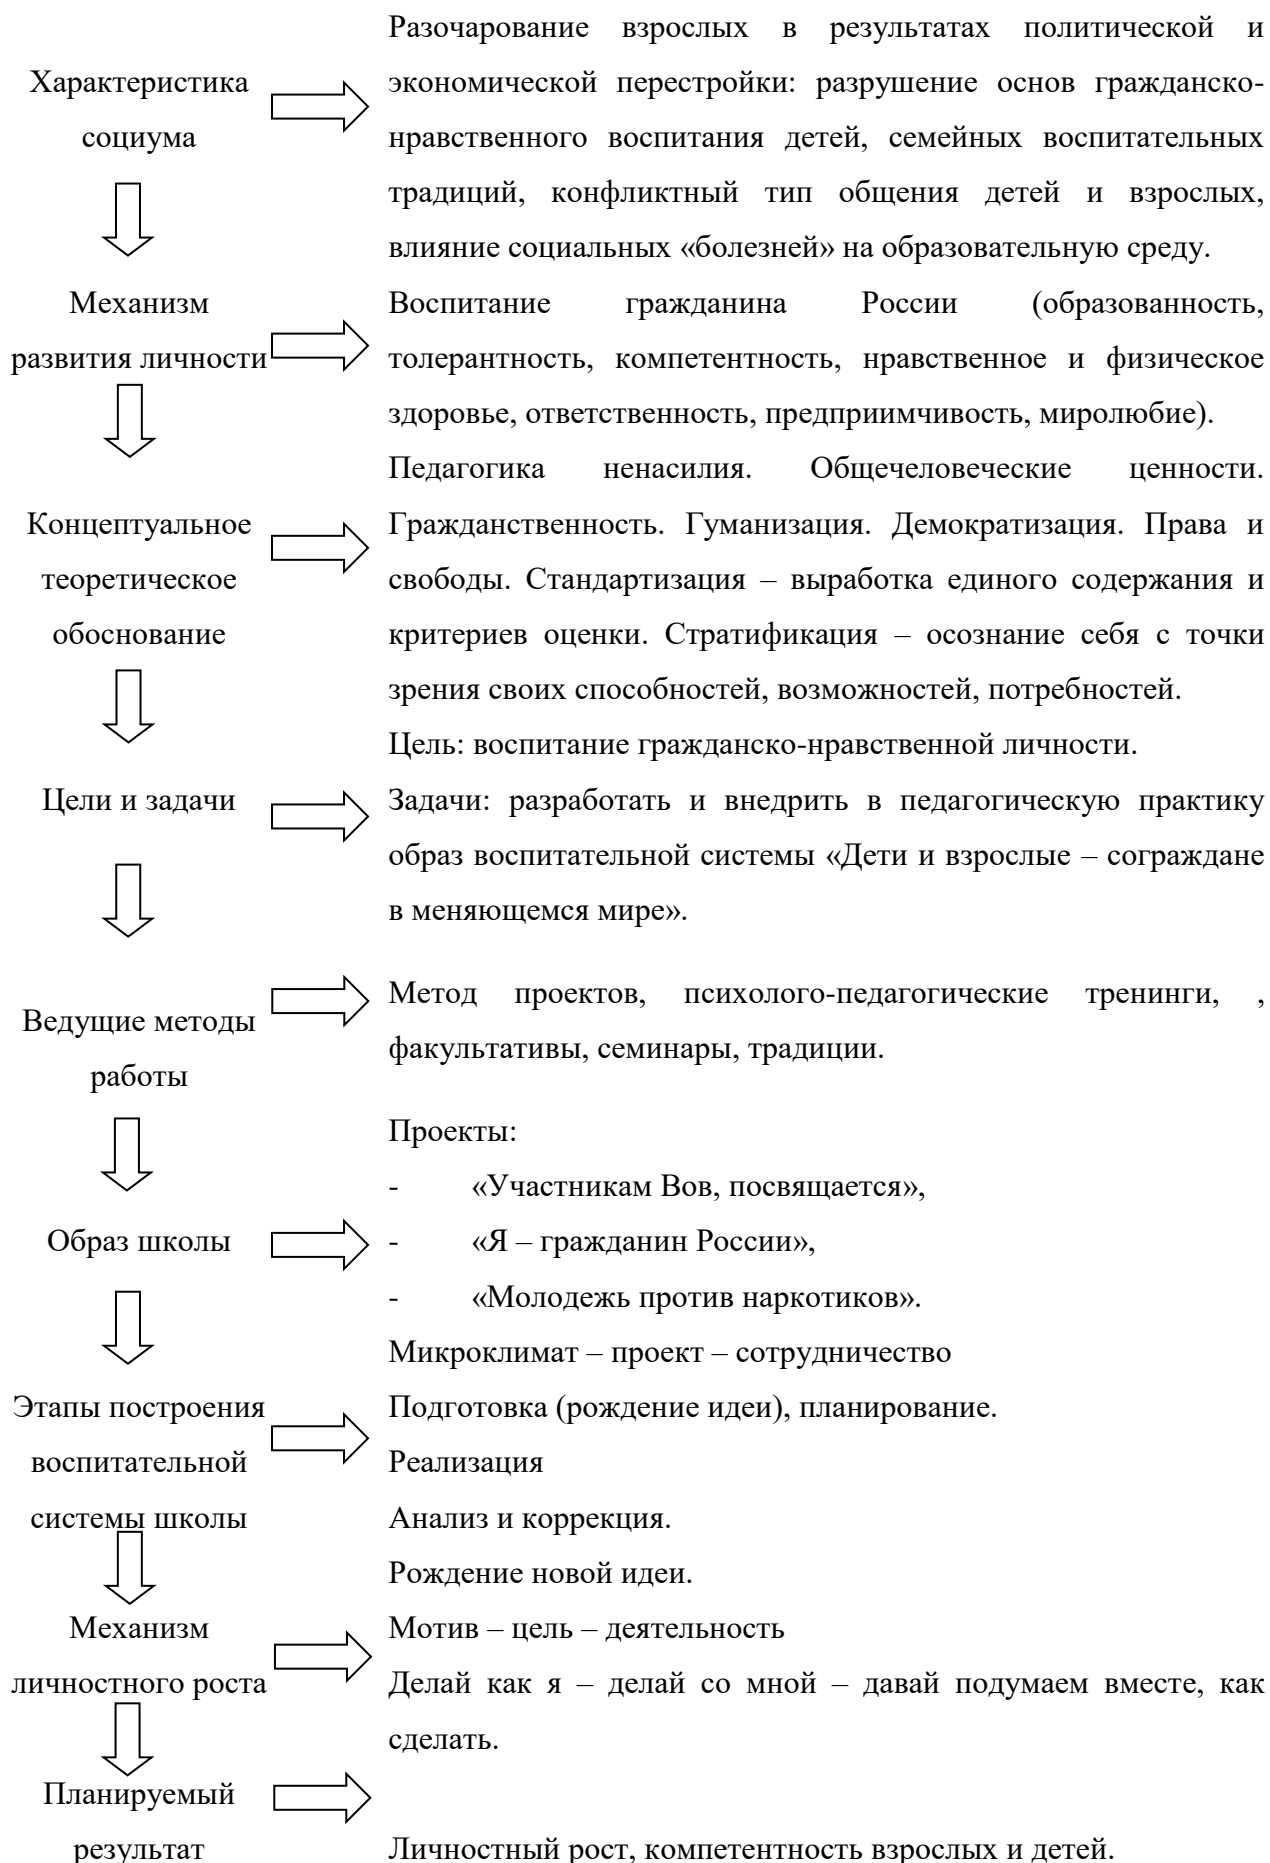 Характеристика
социума
Разочарование взрослых в результатах политической и
экономической перестройки: разрушение основ гражданско-
нравственного воспитания детей, семейных воспитательных
традиций, конфликтный тип общения детей и взрослых,
влияние социальных «болезней» на образовательную среду.
Механизм
развития личности
Воспитание гражданина России (образованность,
толерантность, компетентность, нравственное и физическое
здоровье, ответственность, предприимчивость, миролюбие).
Концептуальное
теоретическое
обоснование
Педагогика ненасилия. Общечеловеческие ценности.
Гражданственность. Гуманизация. Демократизация. Права и
свободы. Стандартизация – выработка единого содержания и
критериев оценки. Стратификация – осознание себя с точки
зрения своих способностей, возможностей, потребностей.
Цели и задачи
Цель: воспитание гражданско-нравственной личности.
Задачи: разработать и внедрить в педагогическую практику
образ воспитательной системы «Дети и взрослые – сограждане
в меняющемся мире».
Ведущие методы
работы
Метод проектов, психолого-педагогические тренинги, ,
факультативы, семинары, традиции.
Образ школы
Проекты:
- «Участникам Вов, посвящается»,
- «Я – гражданин России»,
- «Молодежь против наркотиков».
Микроклимат – проект – сотрудничество
Этапы построения
воспитательной
системы школы
Подготовка (рождение идеи), планирование.
Реализация
Анализ и коррекция.
Рождение новой идеи.
Механизм
личностного роста
Мотив – цель – деятельность
Делай как я – делай со мной – давай подумаем вместе, как
сделать.
Планируемый
результат
Личностный рост, компетентность взрослых и детей.